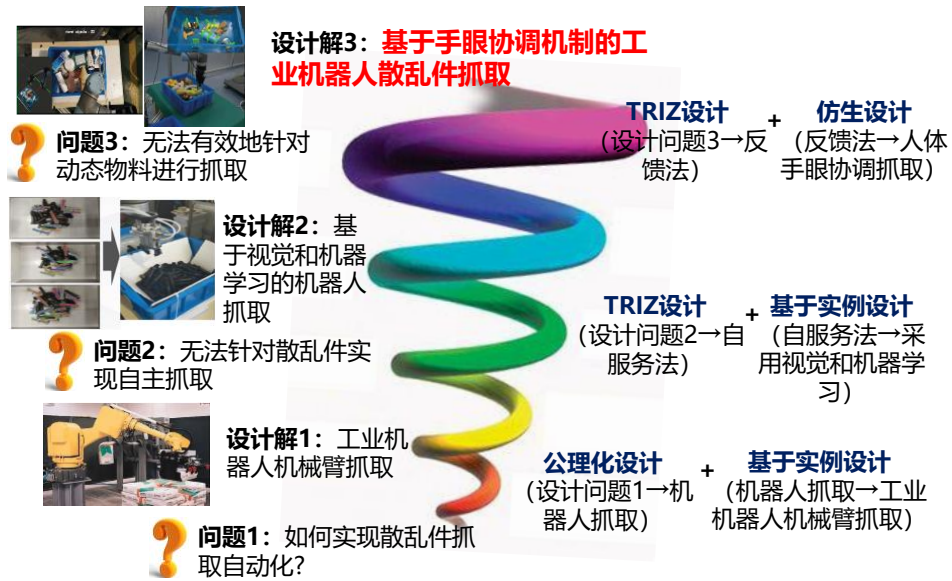 设计解3：基于手眼协调机制的工
业机器人散乱件抓取
TRIZ设计
（设计问题3→反
馈法）
+
仿生设计
（反馈法→人体
手眼协调抓取）
问题3：无法有效地针对
动态物料进行抓取
设计解2：基
于视觉和机器
学习的机器人
抓取
TRIZ设计
（设计问题2→自
服务法）
+
基于实例设计
（自服务法→采
用视觉和机器学
习）
问题2：无法针对散乱件实
现自主抓取
设计解1：工业机
器人机械臂抓取
公理化设计
（设计问题1→机
器人抓取）
+
基于实例设计
（机器人抓取→工业
机器人机械臂抓取）
问题1：如何实现散乱件抓
取自动化?